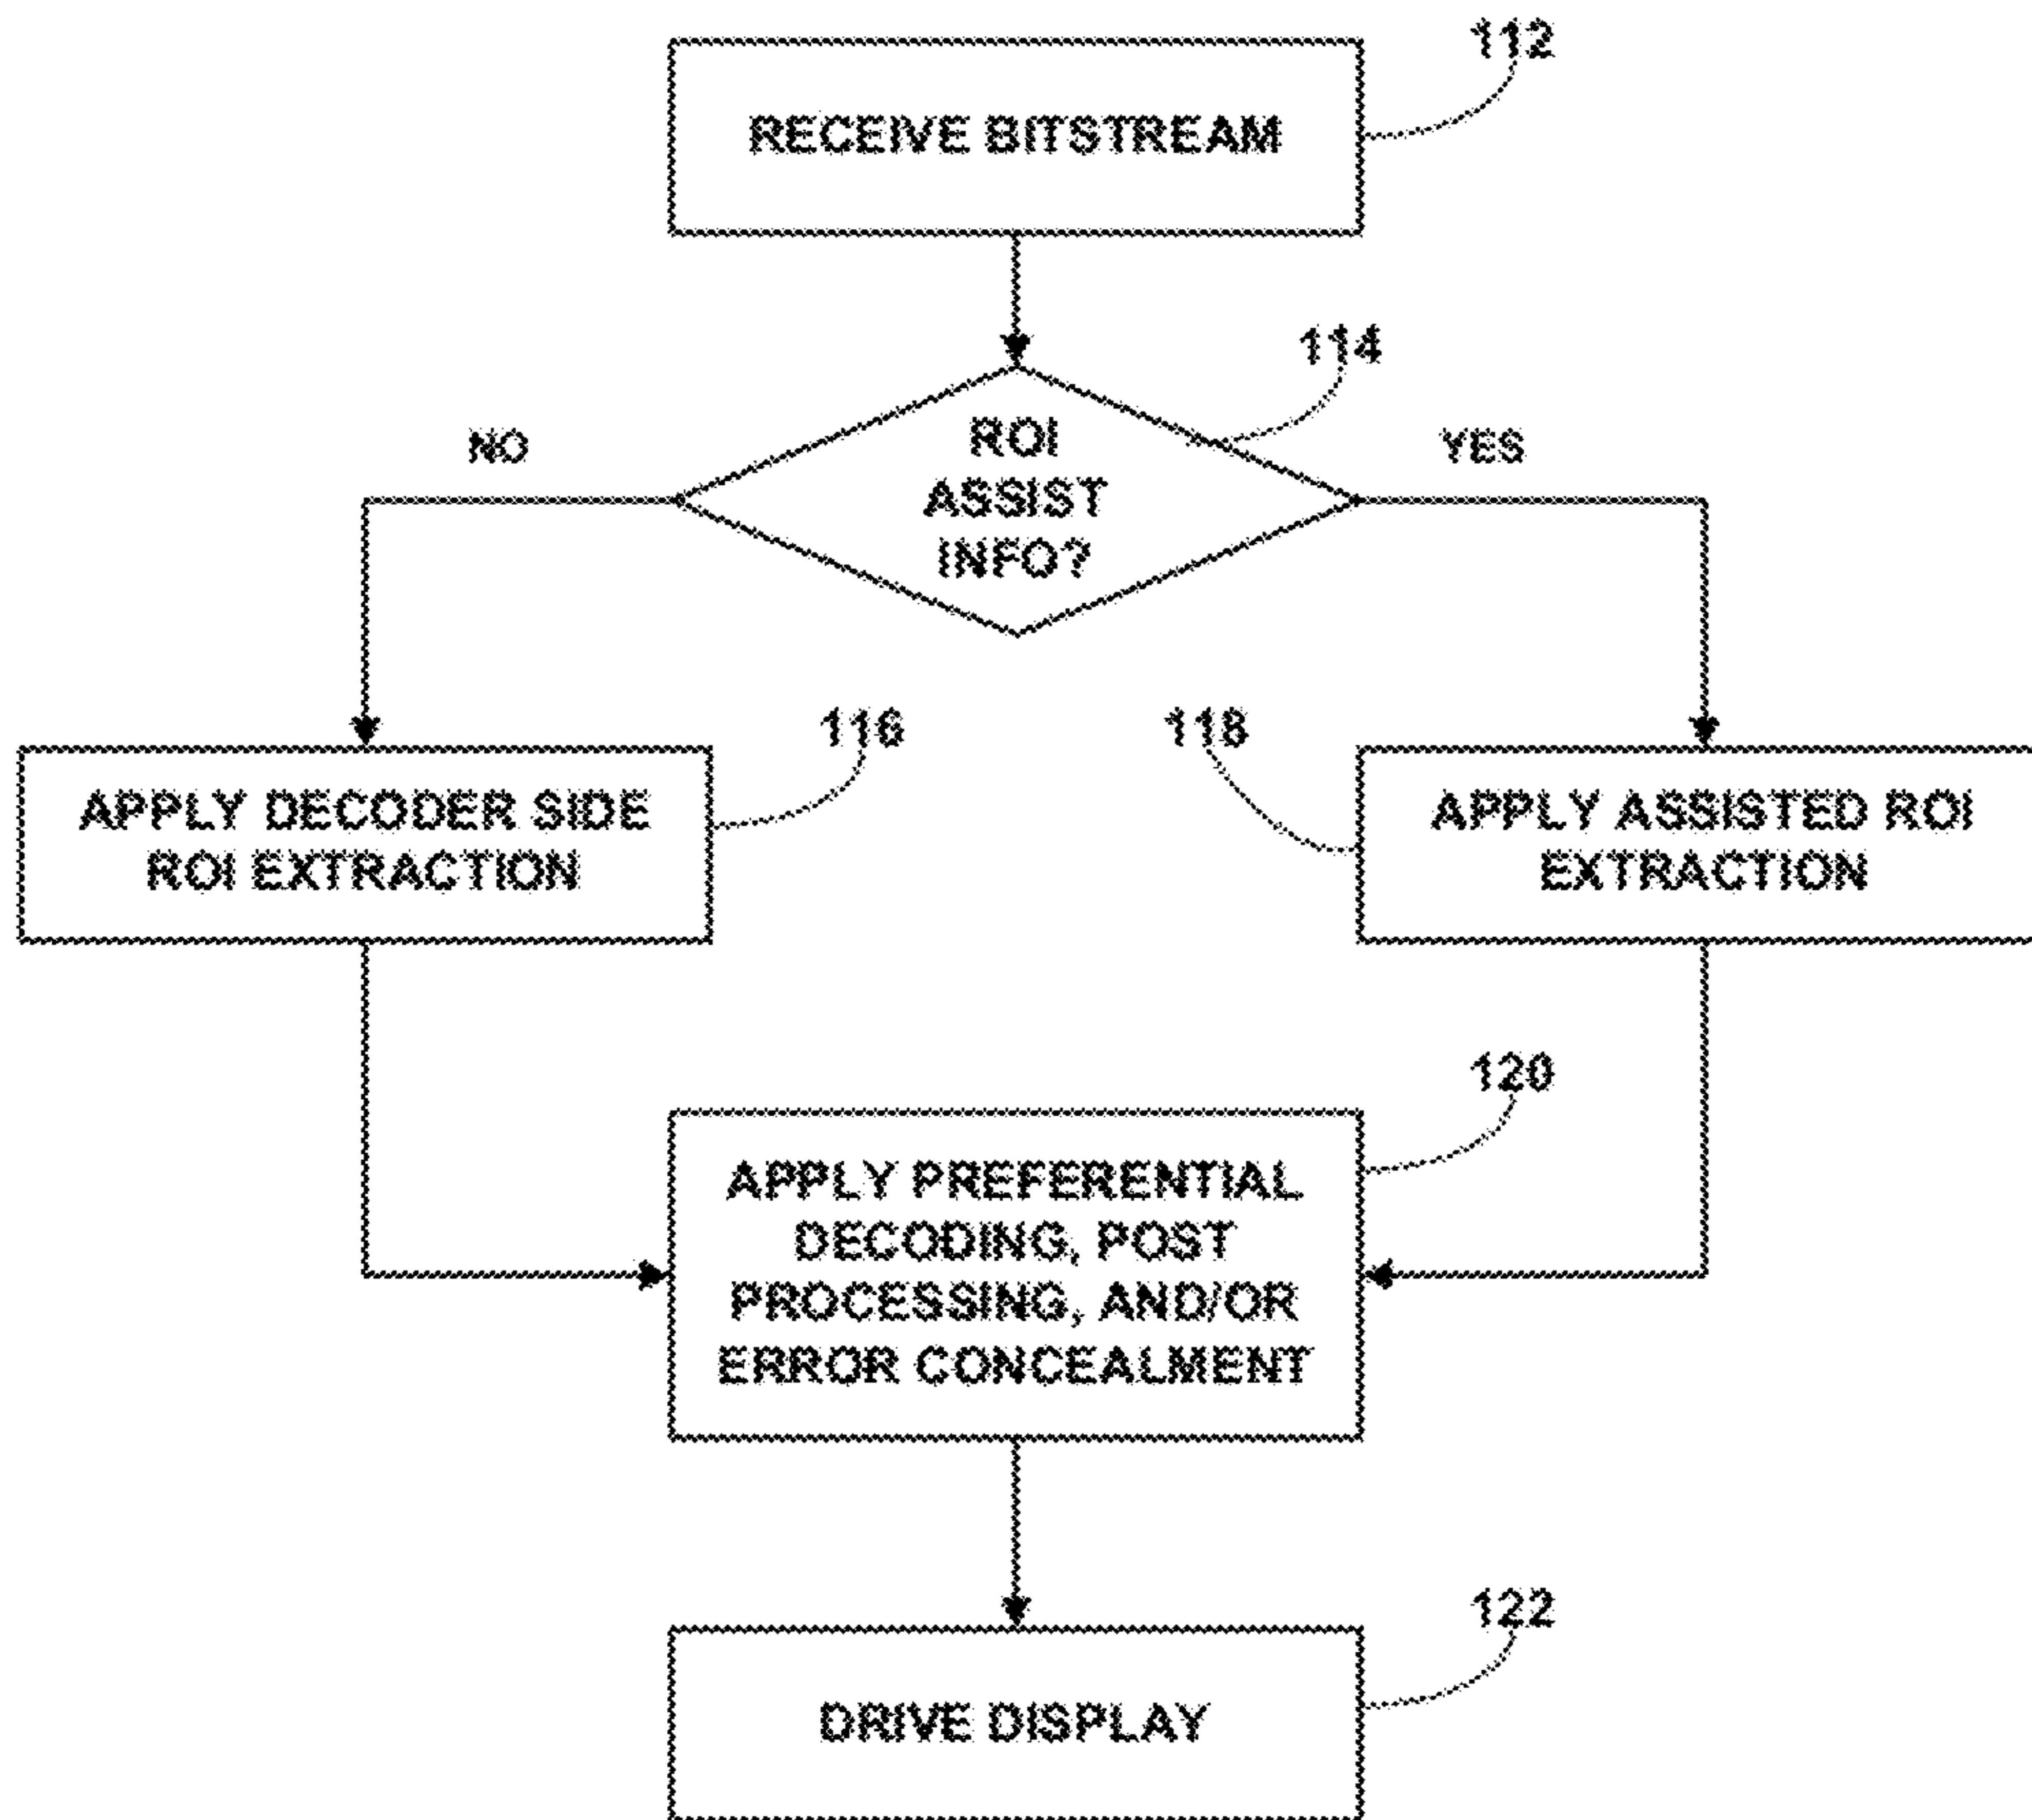 112
RECEIVE BITSTREAM
114
NO
YES
ROI
ASSIST
INFO?
116
118
APPLY DECODER SIDE
ROI EXTRACTION
APPLY ASSISTED ROI
EXTRACTION
120
APPLY PREFERENTIAL
DECODING, POST
PROCESSING, AND/OR
ERROR CONCEALMENT
122
DRIVE DISPLAY